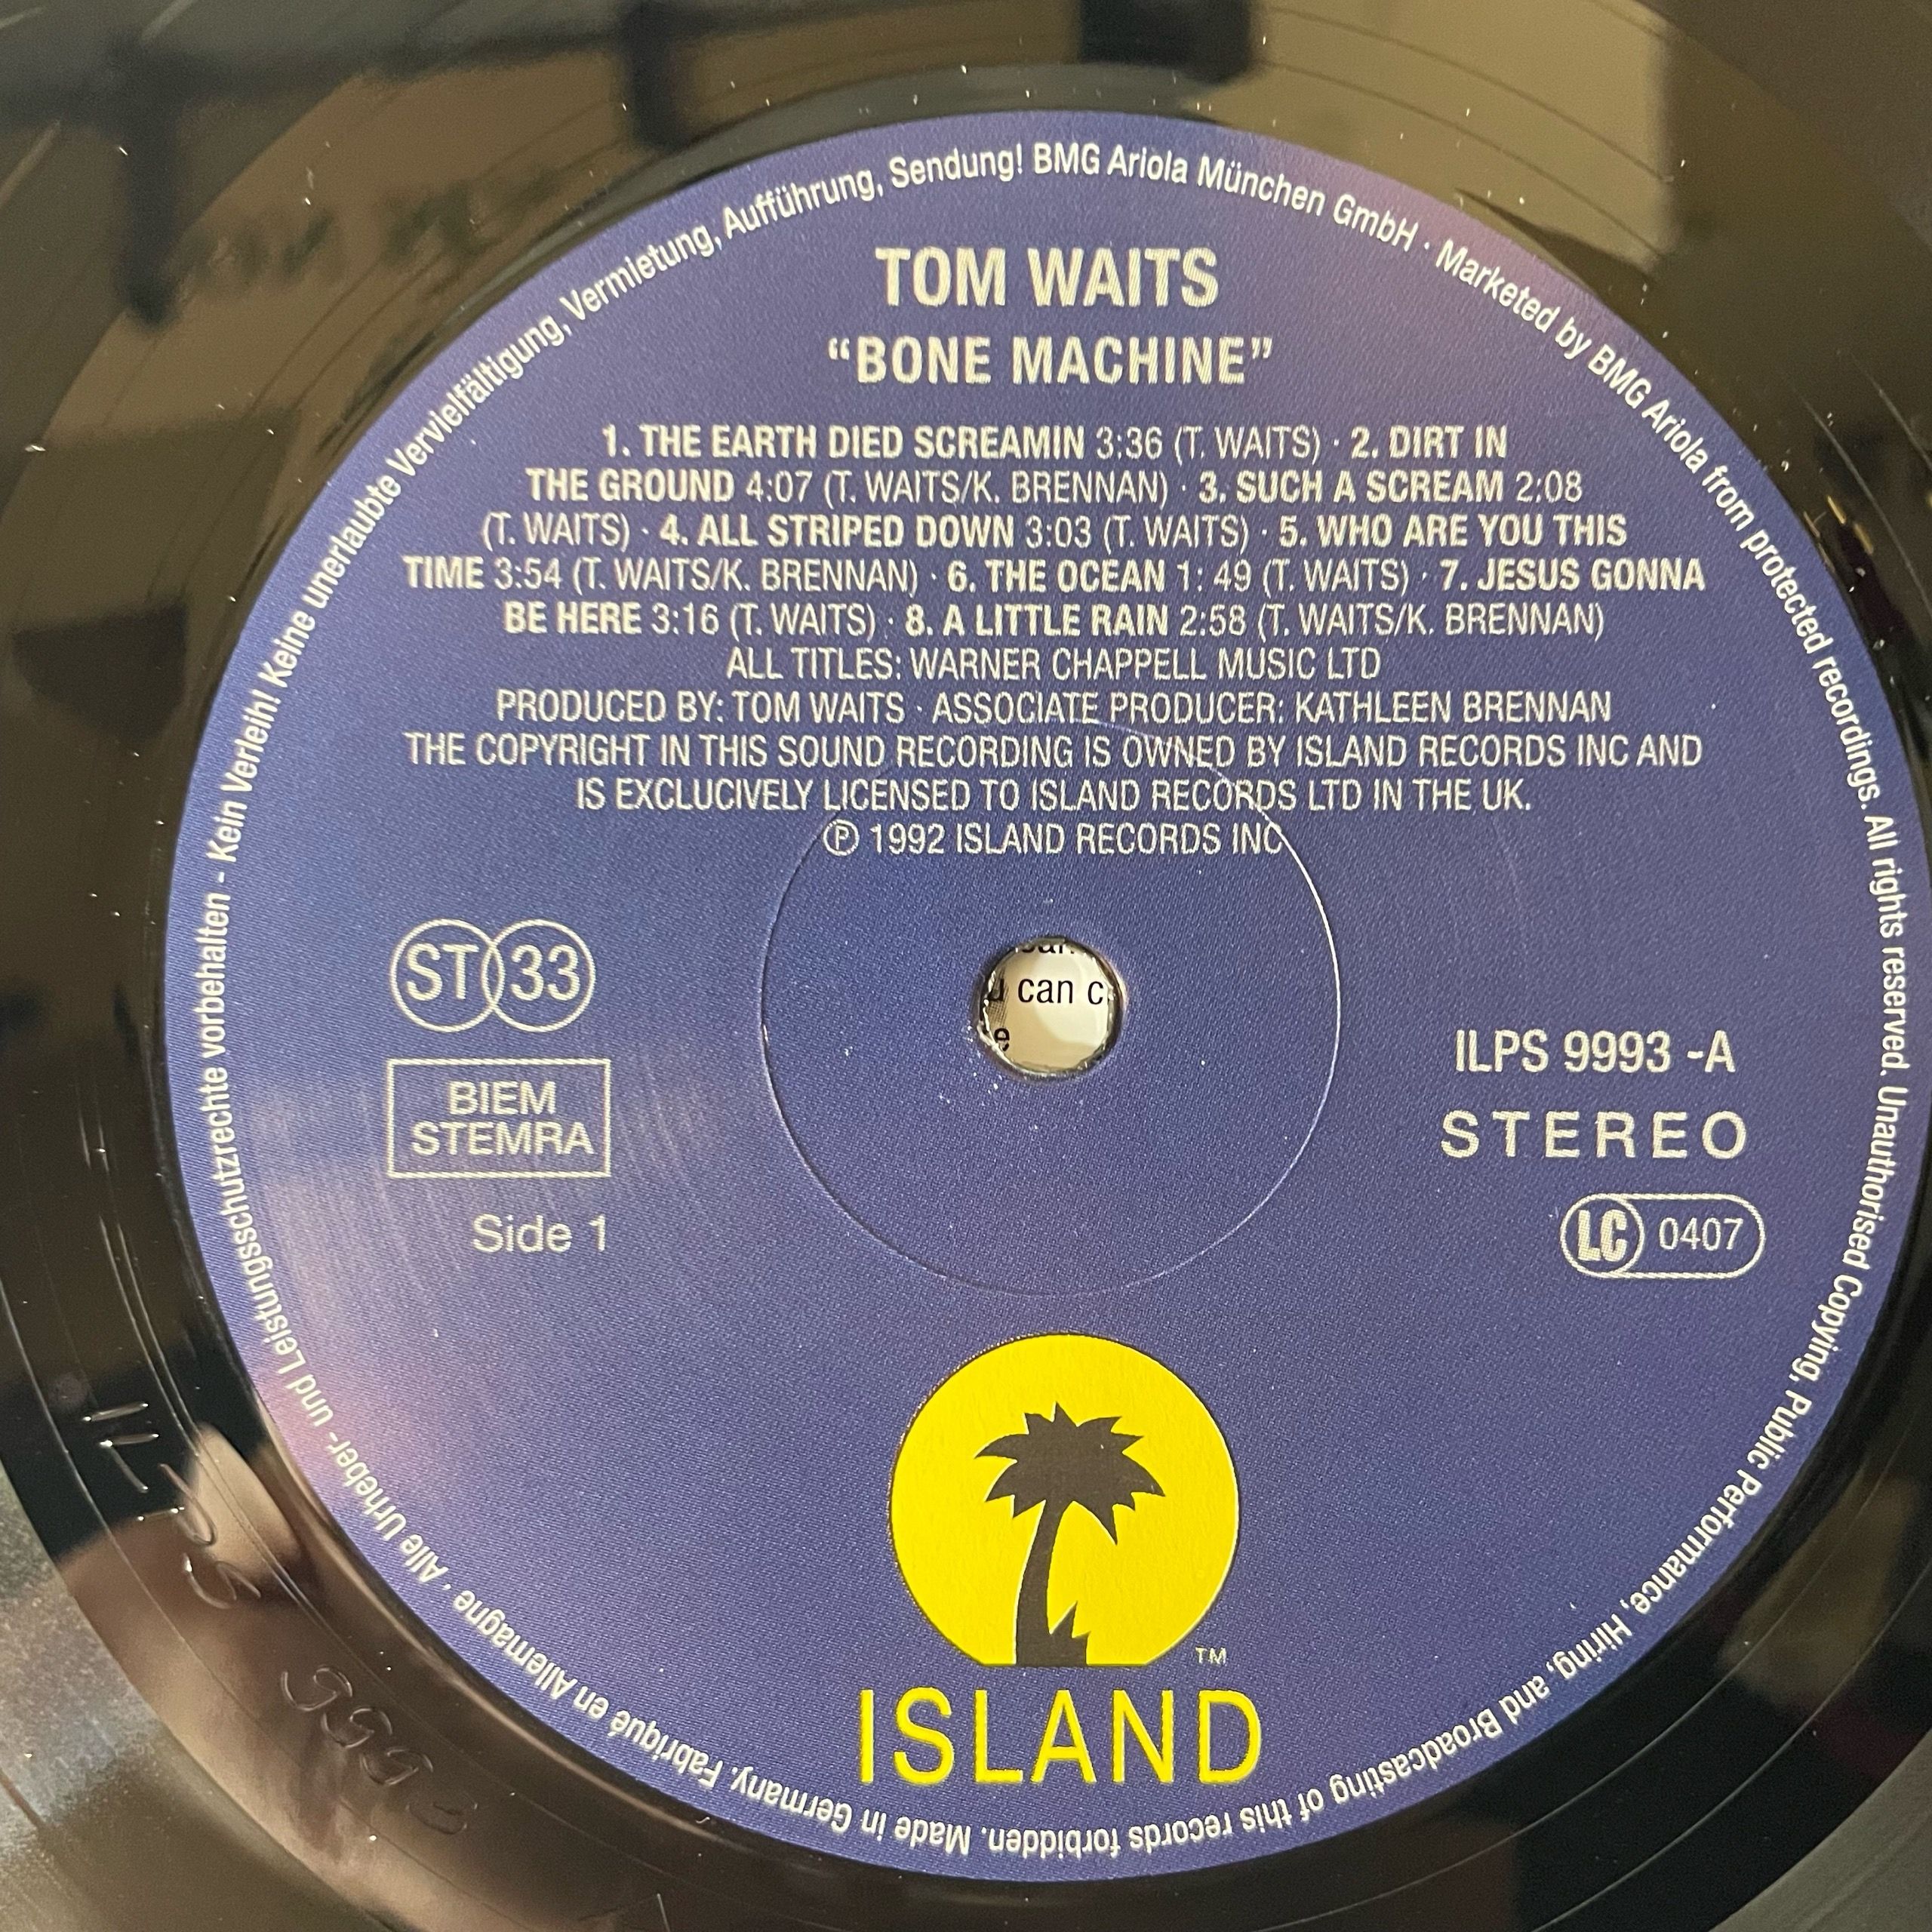 Alle Urheber- und Leistungsschutzrechte vorbehalten - Kein Verleih! Keine unerlaubte Vervielfältigung, Vermietung, Aufführung, Sendung! BMG Ariola München GmbH · Marketed by BMG Ariola from protected recordings. All rights reserved. Unauthorised Copying, Public Performance, Hiring, and Broadcasting of this records forbidden. Made in Germany. Fabriqué en Allemagne ·
TOM WAITS
“BONE MACHINE”
1. THE EARTH DIED SCREAMIN 3:36 (T. WAITS) · 2. DIRT IN
THE GROUND 4:07 (T. WAITS/K. BRENNAN) · 3. SUCH A SCREAM 2:08
(T. WAITS) · 4. ALL STRIPED DOWN 3:03 (T. WAITS) · 5. WHO ARE YOU THIS
TIME 3:54 (T. WAITS/K. BRENNAN) · 6. THE OCEAN 1: 49 (T. WAITS) · 7. JESUS GONNA
BE HERE 3:16 (T. WAITS) · 8. A LITTLE RAIN 2:58 (T. WAITS/K. BRENNAN)
ALL TITLES: WARNER CHAPPELL MUSIC LTD
PRODUCED BY: TOM WAITS · ASSOCIATE PRODUCER: KATHLEEN BRENNAN
THE COPYRIGHT IN THIS SOUND RECORDING IS OWNED BY ISLAND RECORDS INC AND
IS EXCLUCIVELY LICENSED TO ISLAND RECORDS LTD IN THE UK.
℗ 1992 ISLAND RECORDS INC
ST 33
BIEM
STEMRA
Side 1
can
ILPS 9993 -A
STEREO
LC 0407
TM
ISLAND